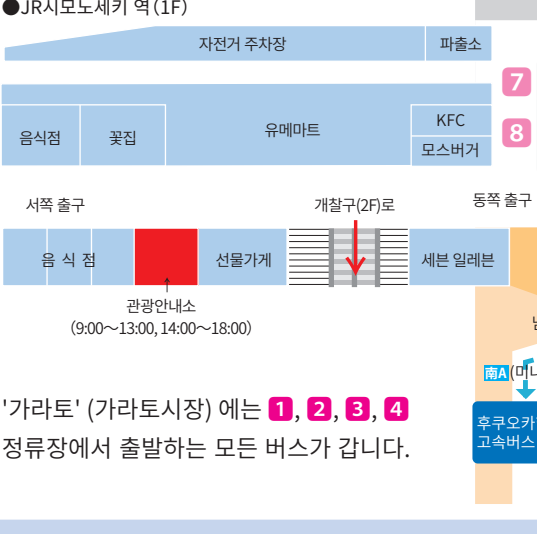 ●JR시모노세키 역(1F)
자전거 주차장
파출소
7
음식점
꽃집
유메마트
KFC
모스버거
8
서쪽 출구
개찰구(2F)로
동쪽 출구
음 식 점
선물가게
세븐 일레븐
↑
관광안내소
(9:00～13:00, 14:00～18:00)
南A (미니
'가라토' (가라토시장) 에는 1, 2, 3, 4
정류장에서 출발하는 모든 버스가 갑니다.
후쿠오카
고속버스